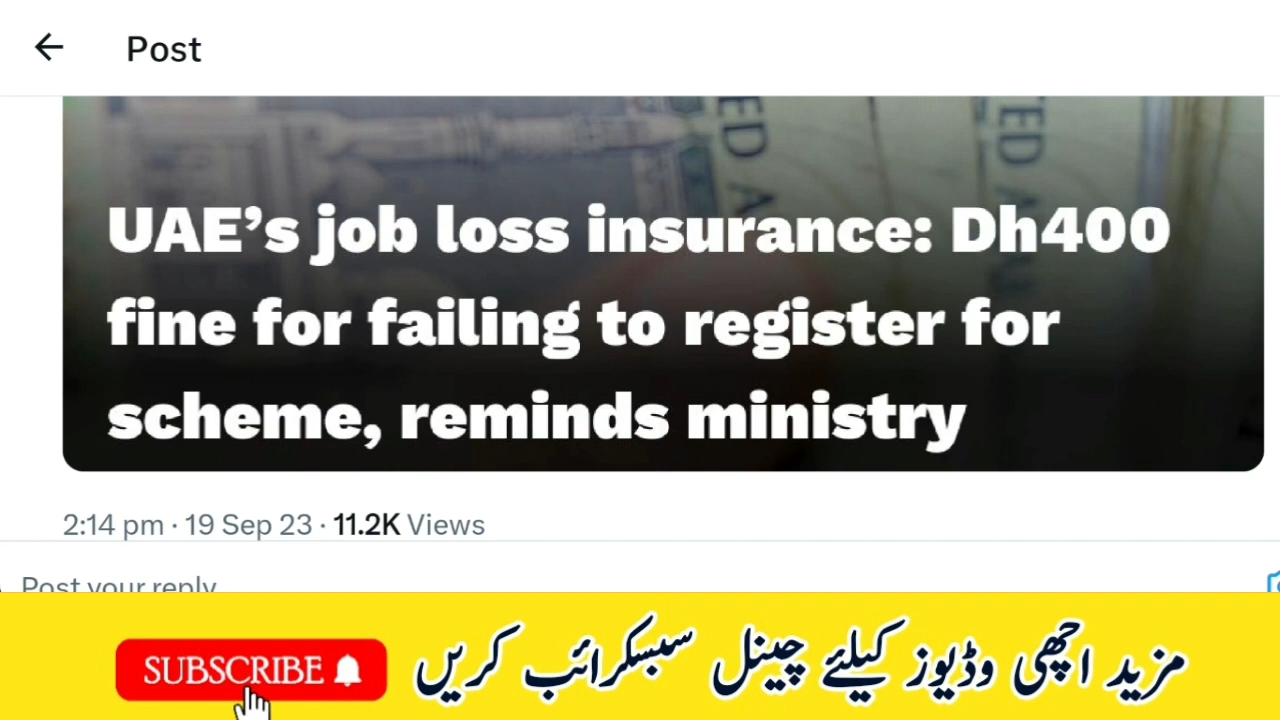 Post
UAE’s job loss insurance: Dh400
fine for failing to register for
scheme, reminds ministry
2:14 pm · 19 Sep 23 · 11.2K Views
Post your reply
SUBSCRIBE
مزید اچھی وڈیوز کیلئے چینل سبسکرائب کریں